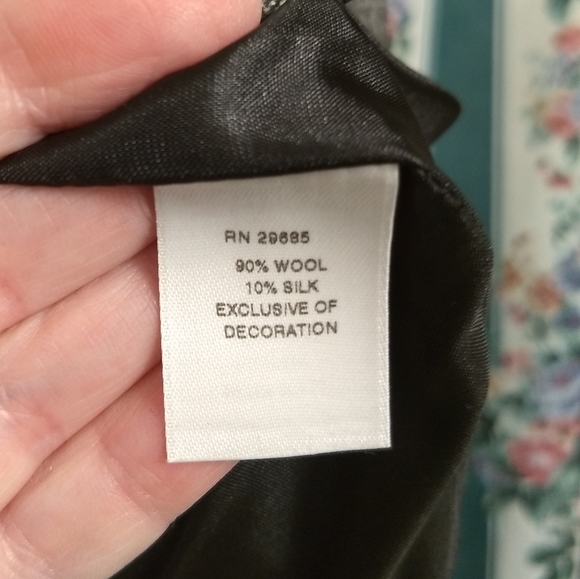 RN 29685
90% WOOL
10% SILK
EXCLUSIVE OF
DECORATION